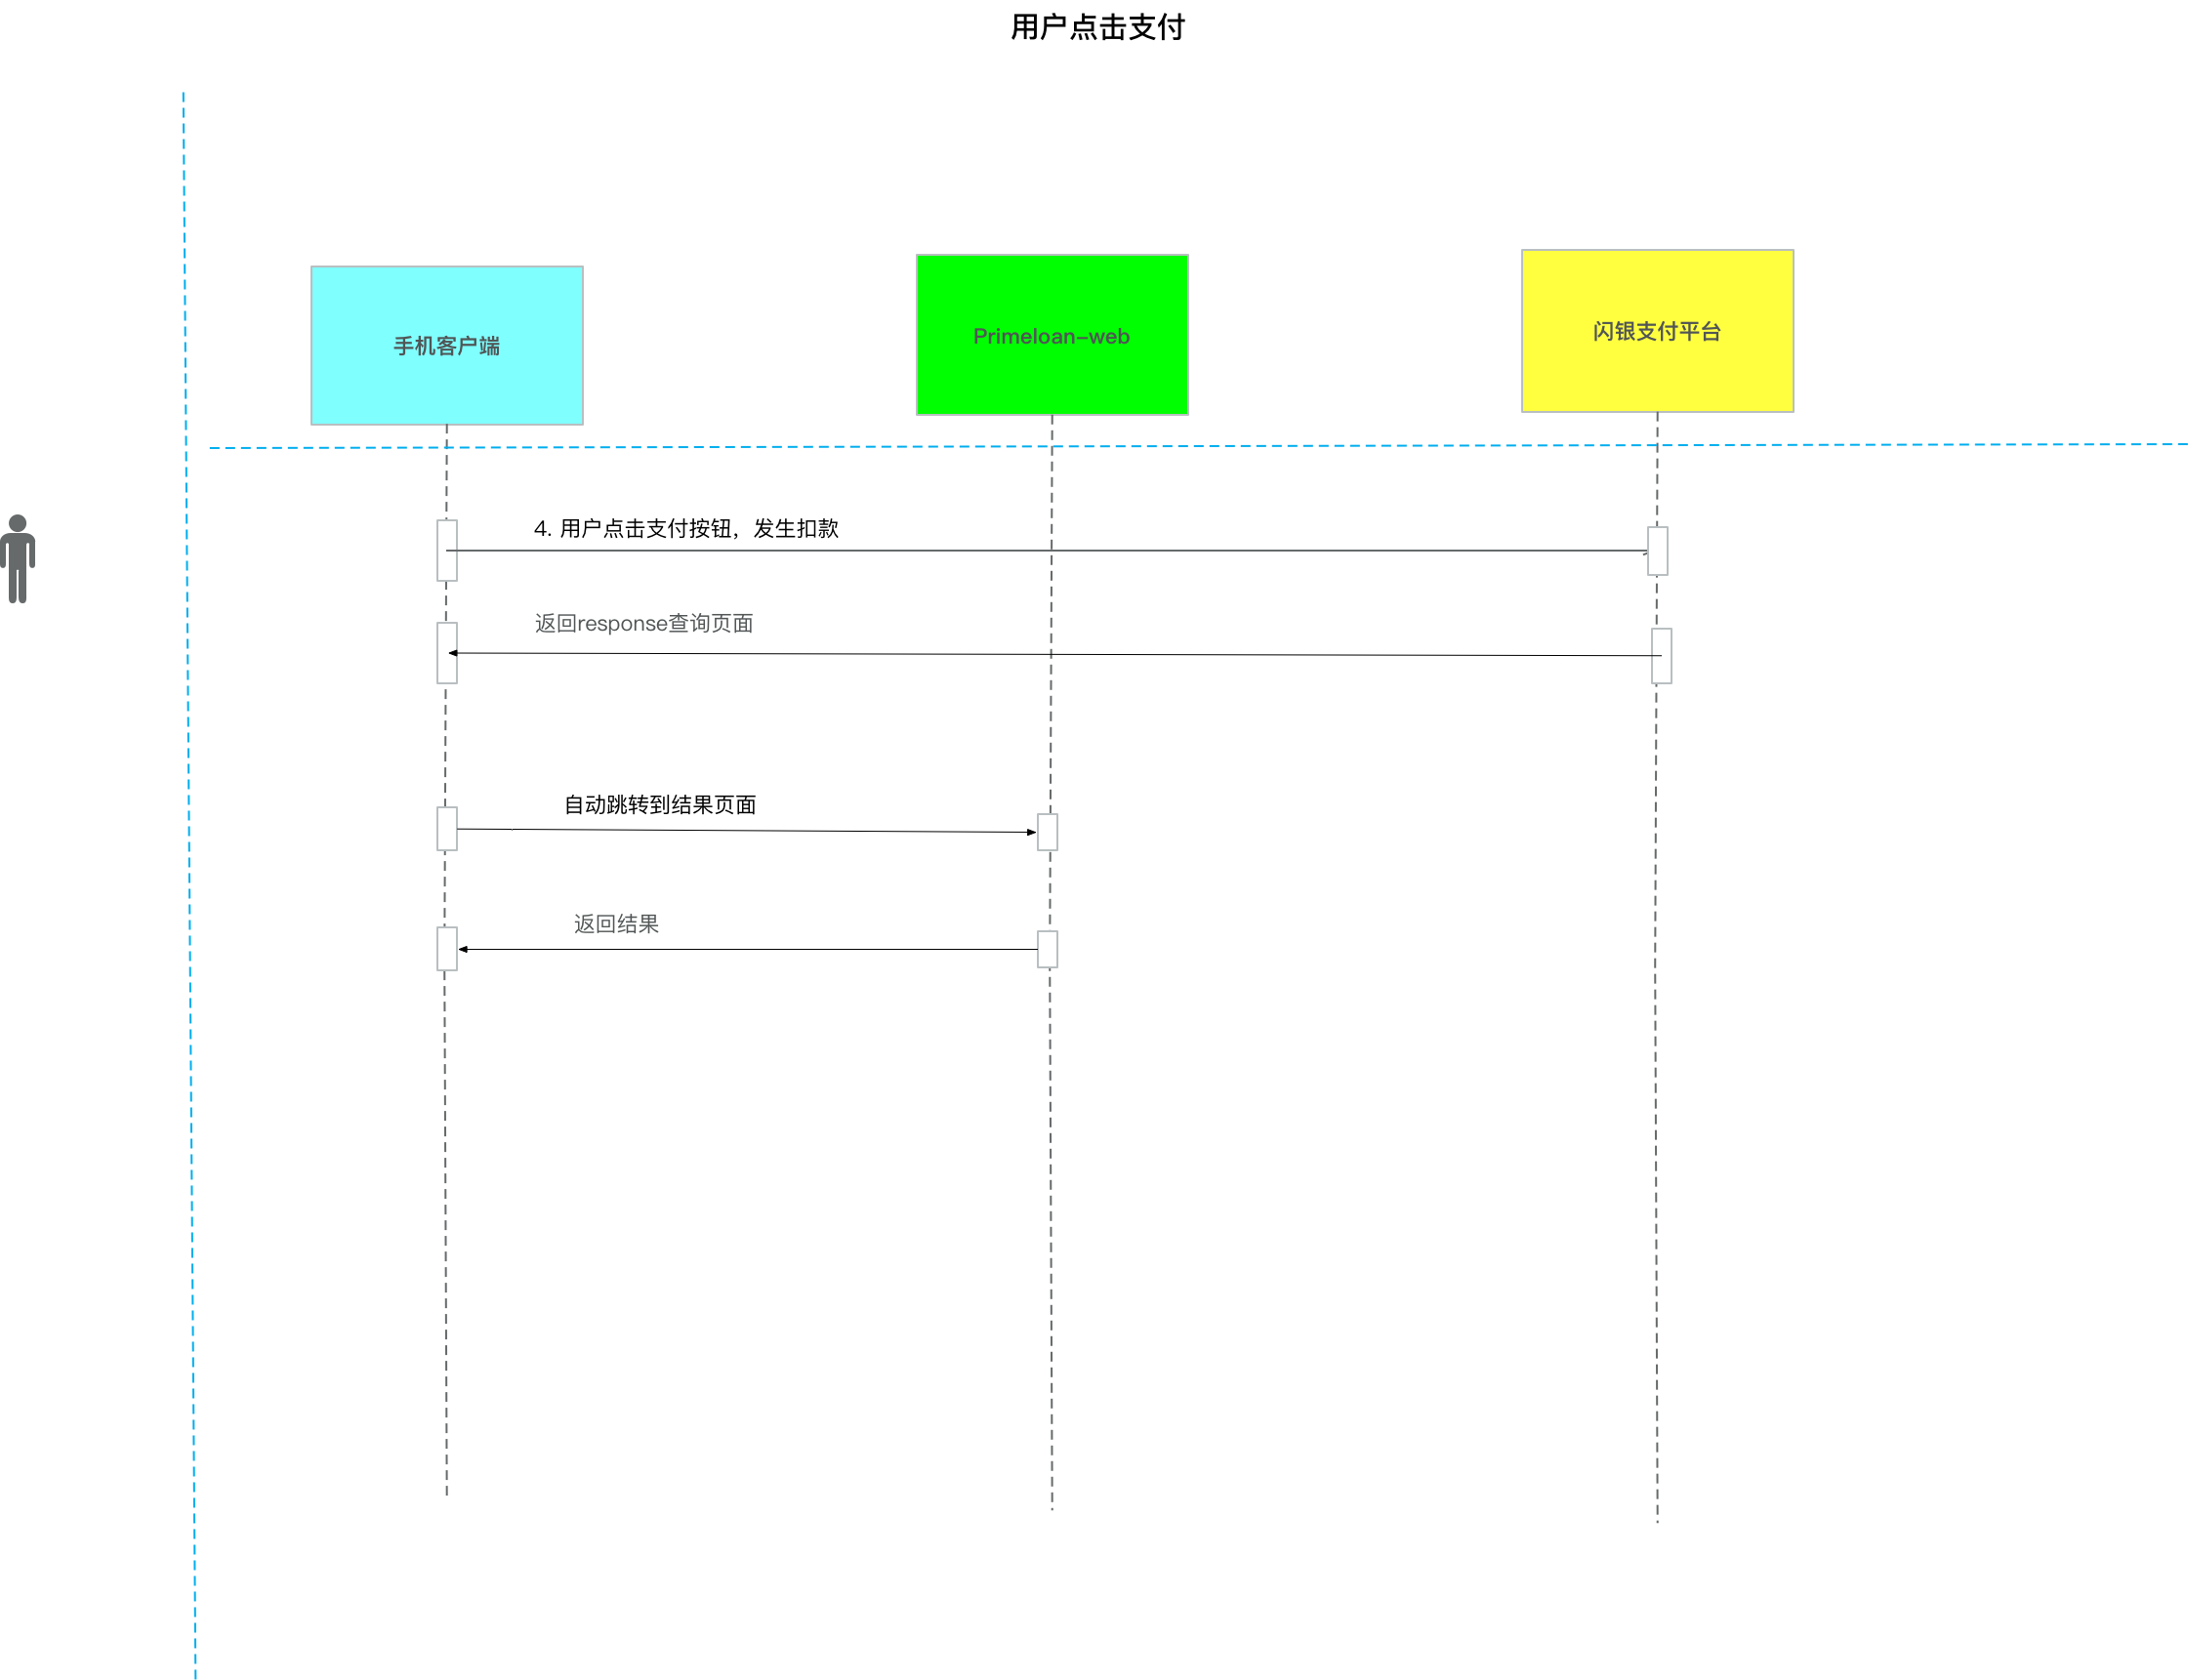 用户点击支付
手机客户端
Primeloan-web
闪银支付平台
4. 用户点击支付按钮，发生扣款
返回response查询页面
自动跳转到结果页面
返回结果